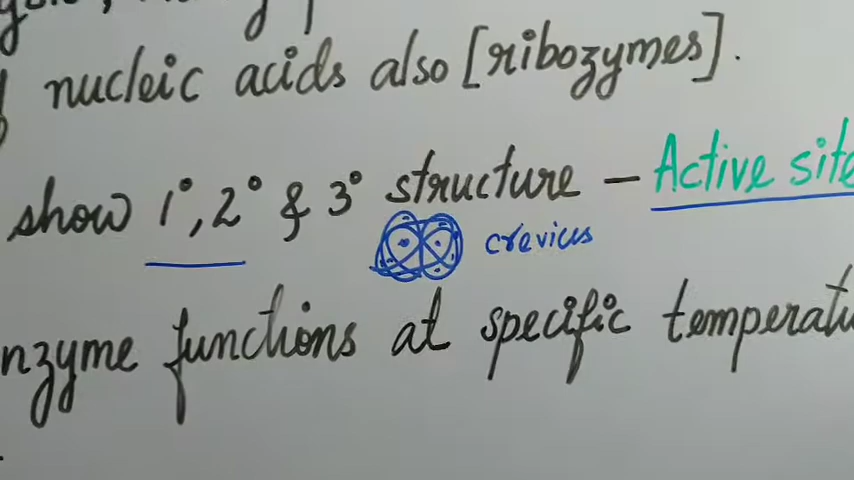 nucleic acids also [ribozymes].
show 1°, 2° & 3° structure – Active site
crevices
nzyme functions at specific temperatu